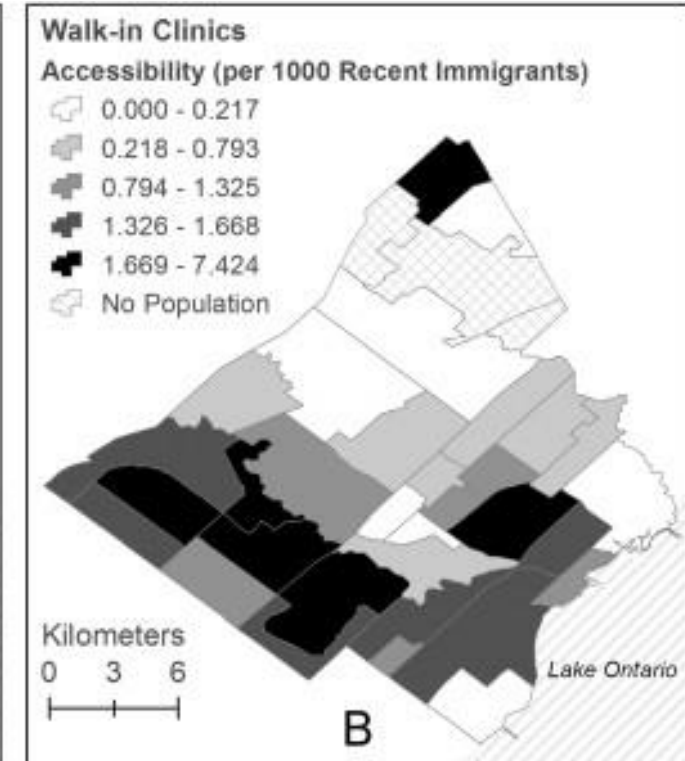 Walk-in Clinics
Accessibility (per 1000 Recent Immigrants)
0.000 - 0.217
0.218 - 0.793
0.794 - 1.325
1.326 - 1.668
1.669 - 7.424
No Population
Kilometers
0 3 6
Lake Ontario
B